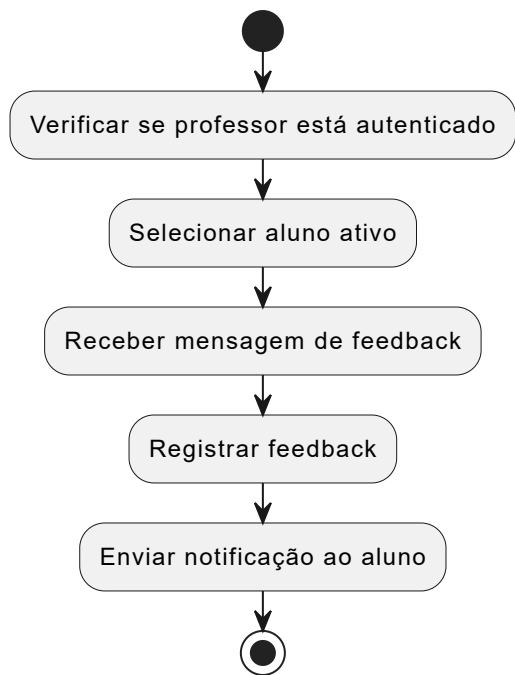 Verificar se professor está autenticado
Selecionar aluno ativo
Receber mensagem de feedback
Registrar feedback
Enviar notificação ao aluno